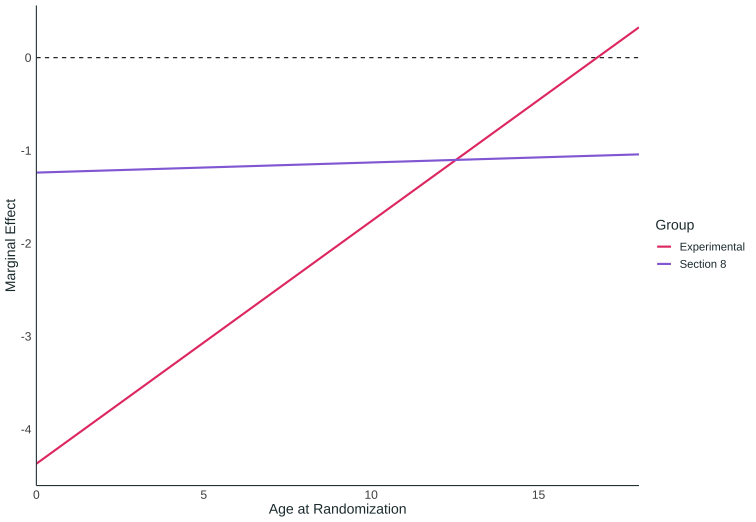 0
-1
-2
-3
-4
Marginal Effect
0 5 10 15
Age at Randomization
Group
Experimental
Section 8